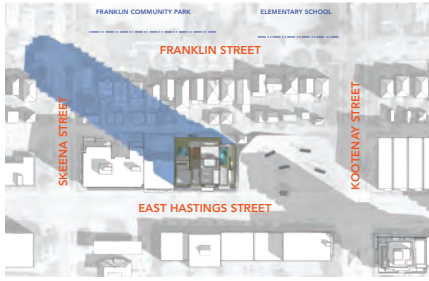 FRANKLIN COMMUNITY PARK
ELEMENTARY SCHOOL
FRANKLIN STREET
SKEENA STREET
KOOTENAY STREET
EAST HASTINGS STREET